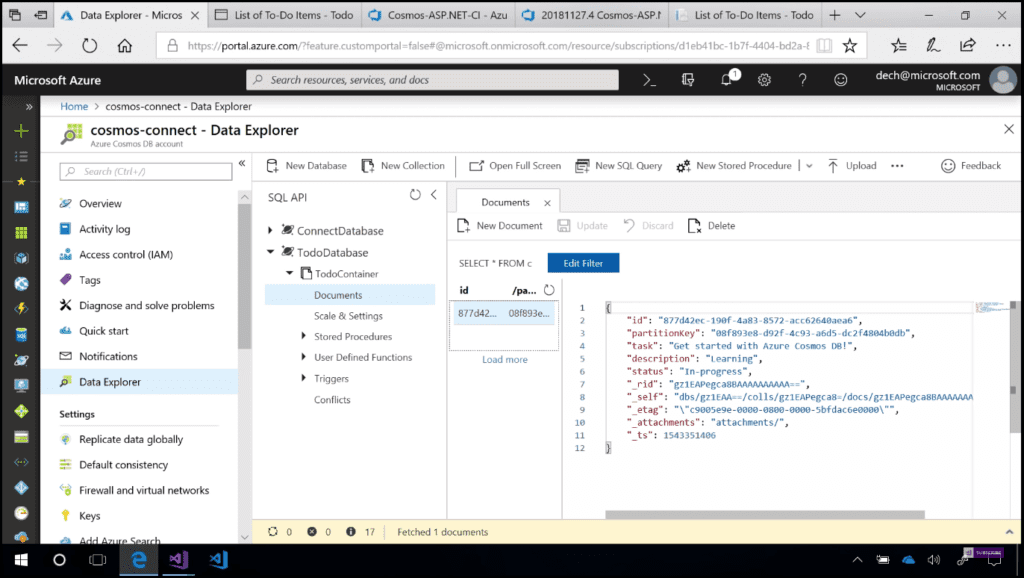 Data Explorer - Micros
List of To-Do Items - Todo
Cosmos-ASP.NET-CI - Azu
20181127.4 Cosmos-ASP.N
List of To-Do Items - Todo
https://portal.azure.com/?feature.customportal=false#@microsoft.onmicrosoft.com/resource/subscriptions/d1eb41bc-1b7f-4404-bd2a-8
Microsoft Azure
Search resources, services, and docs
1
dech@microsoft.com
MICROSOFT
Home > cosmos-connect - Data Explorer
cosmos-connect - Data Explorer
Azure Cosmos DB account
Search (Ctrl+/)
Overview
Activity log
Access control (IAM)
Tags
Diagnose and solve problems
Quick start
Notifications
Data Explorer
Settings
Replicate data globally
Default consistency
Firewall and virtual networks
Keys
Add Azure Search
New Database
New Collection
Open Full Screen
New SQL Query
New Stored Procedure
Upload
Feedback
SQL API
ConnectDatabase
TodoDatabase
TodoContainer
Documents
Scale & Settings
Stored Procedures
User Defined Functions
Triggers
Conflicts
Documents
New Document
Update
Discard
Delete
SELECT * FROM c
Edit Filter
id /pa...
877d42... 08f893e...
Load more
1 {
2 "id": "877d42ec-190f-4a83-8572-acc62640aea6",
3 "partitionKey": "08f893e8-d92f-4c93-a6d5-dc2f4804b0db",
4 "task": "Get started with Azure Cosmos DB!",
5 "description": "Learning",
6 "status": "In-progress",
7 "_rid": "gz1EAPegca8BAAAAAAAAAA==",
8 "_self": "dbs/gz1EAA==/colls/gz1EAPegca8=/docs/gz1EAPegca8BAAAAAAA
9 "_etag": "\"c9005e9e-0000-0800-0000-5bfdac6e0000\"",
10 "_attachments": "attachments/",
11 "_ts": 1543351406
12 }
0 0 17 Fetched 1 documents